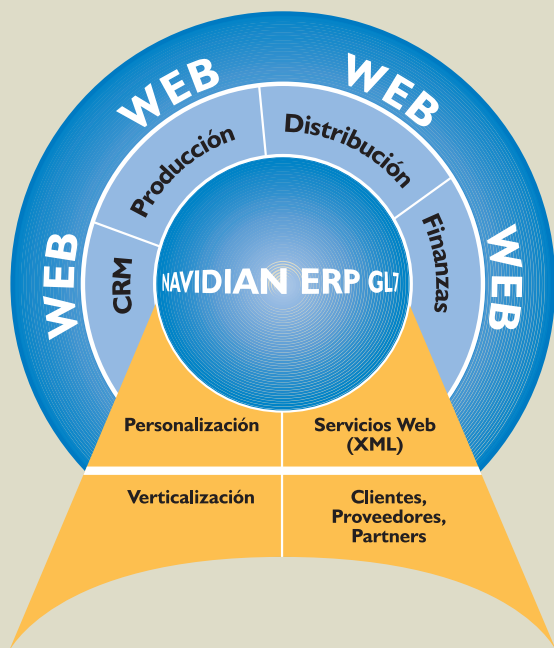 WEB
WEB
WEB
WEB
CRM
Producción
Distribución
Finanzas
NAVIDIAN ERP GL7
Personalización
Servicios Web
(XML)
Verticalización
Clientes,
Proveedores,
Partners